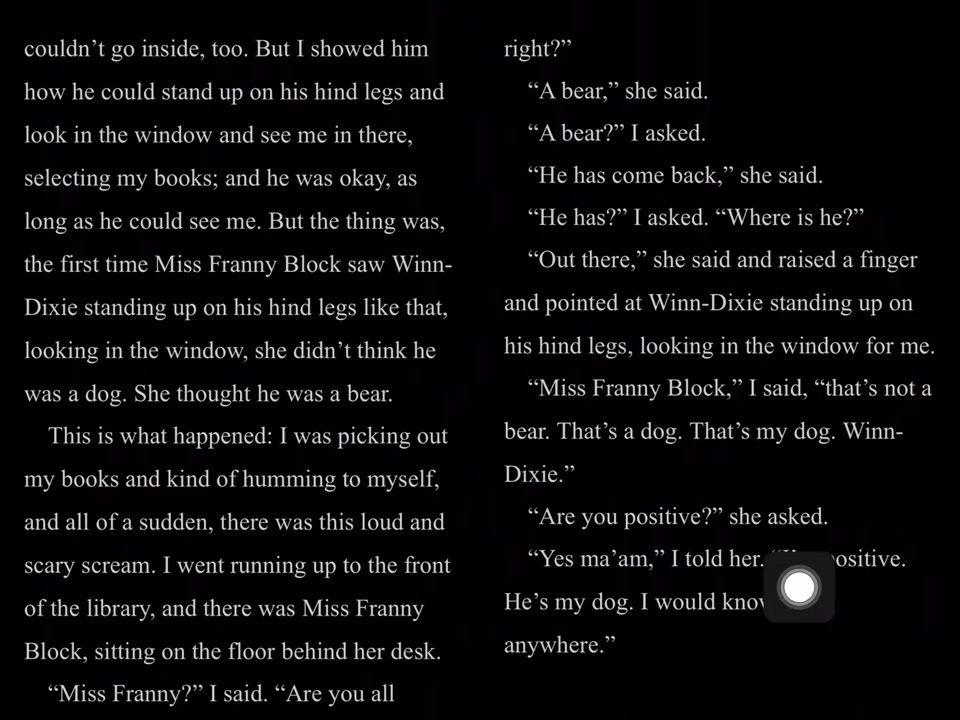 couldn’t go inside, too. But I showed him
how he could stand up on his hind legs and
look in the window and see me in there,
selecting my books; and he was okay, as
long as he could see me. But the thing was,
the first time Miss Franny Block saw Winn-
Dixie standing up on his hind legs like that,
looking in the window, she didn’t think he
was a dog. She thought he was a bear.
This is what happened: I was picking out
my books and kind of humming to myself,
and all of a sudden, there was this loud and
scary scream. I went running up to the front
of the library, and there was Miss Franny
Block, sitting on the floor behind her desk.
“Miss Franny?” I said. “Are you all
right?”
“A bear,” she said.
“A bear?” I asked.
“He has come back,” she said.
“He has?” I asked. “Where is he?”
“Out there,” she said and raised a finger
and pointed at Winn-Dixie standing up on
his hind legs, looking in the window for me.
“Miss Franny Block,” I said, “that’s not a
bear. That’s a dog. That’s my dog. Winn-
Dixie.”
“Are you positive?” she asked.
“Yes ma’am,” I told her. positive.
He’s my dog. I would know
anywhere.”